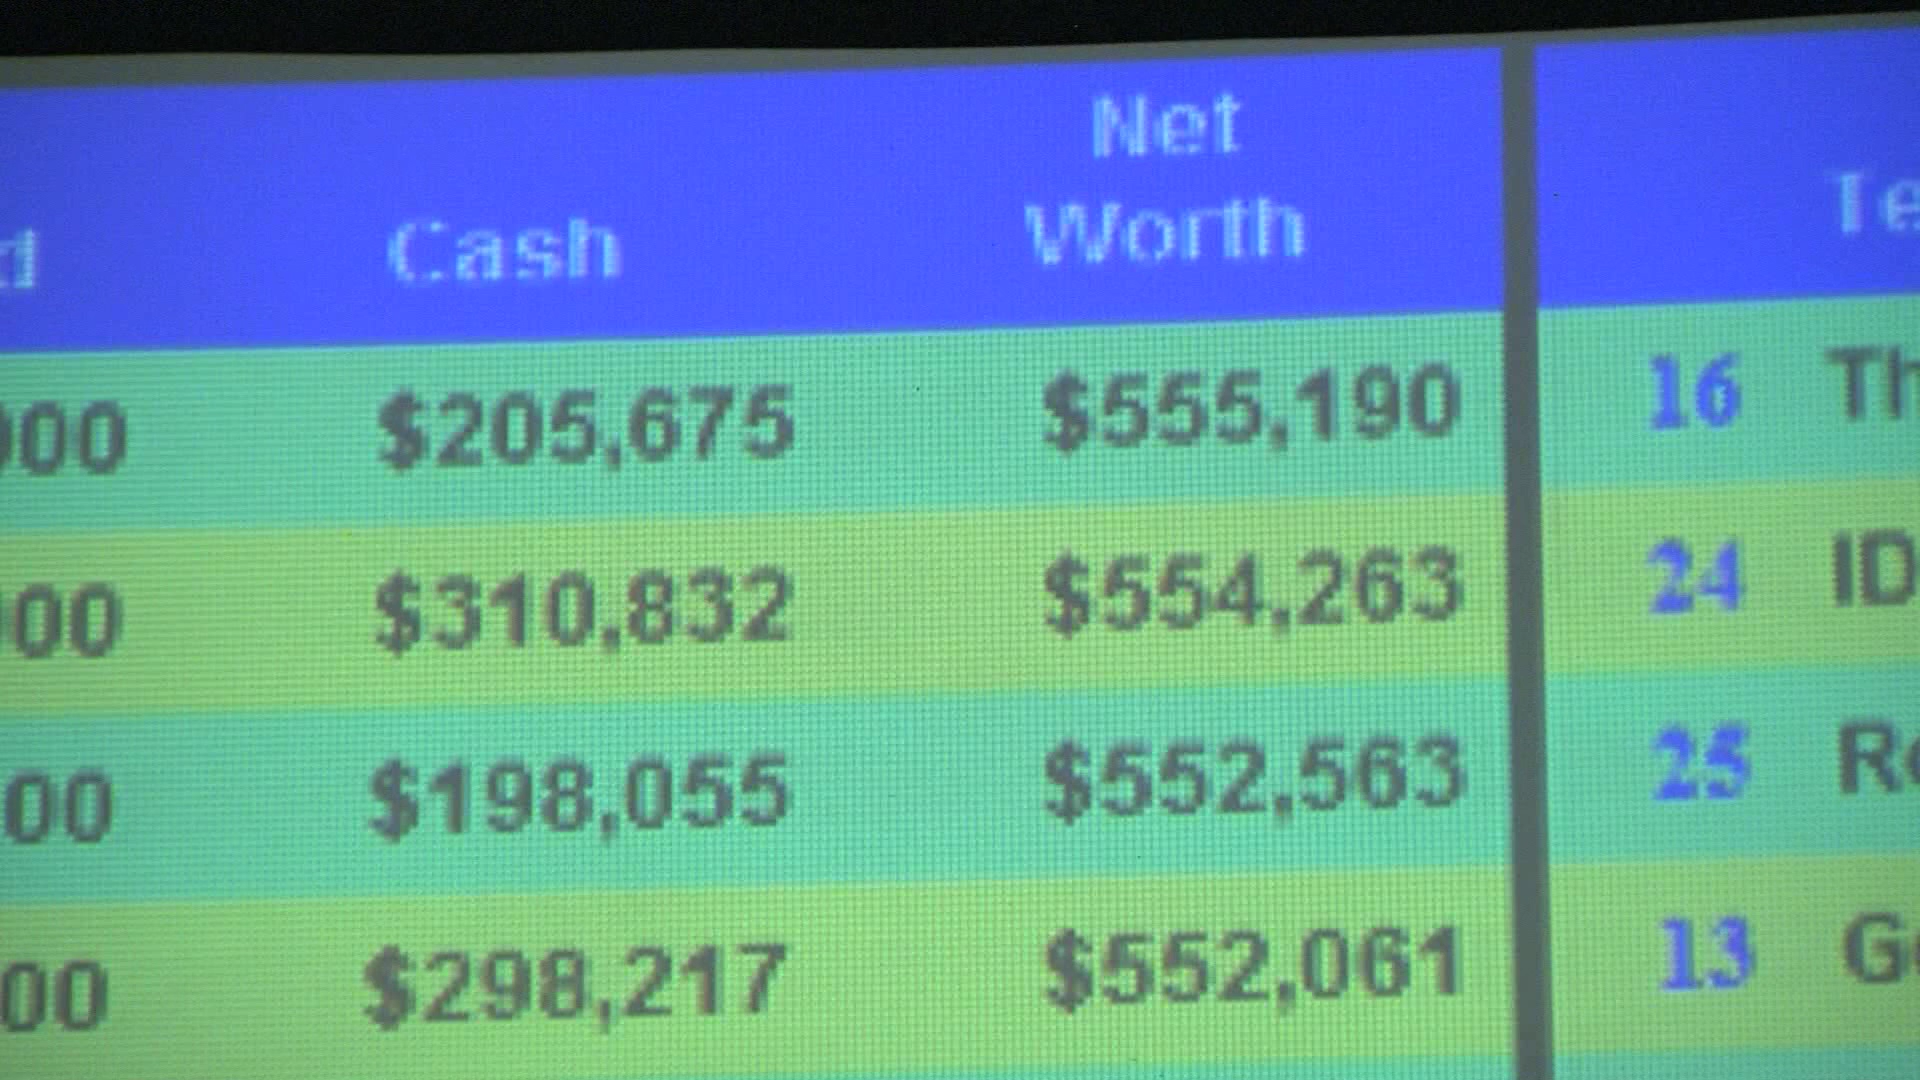 Net
Cash Worth
$205,675 $555,190 16
$310,832 $554,263 24 ID
$198,055 $552,563 25
$298,217 $552,061 13